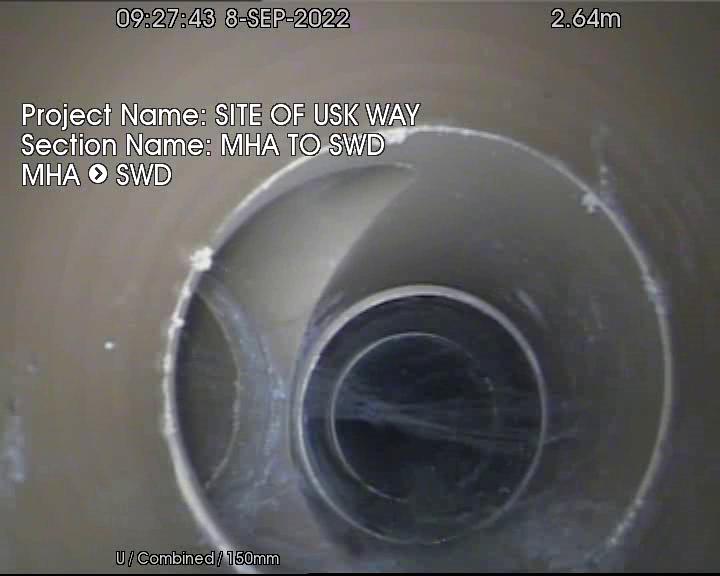 09:27:43 8-SEP-2022 2.64m
Project Name: SITE OF USK WAY
Section Name: MHA TO SWD
MHA > SWD
U / Combined / 150mm